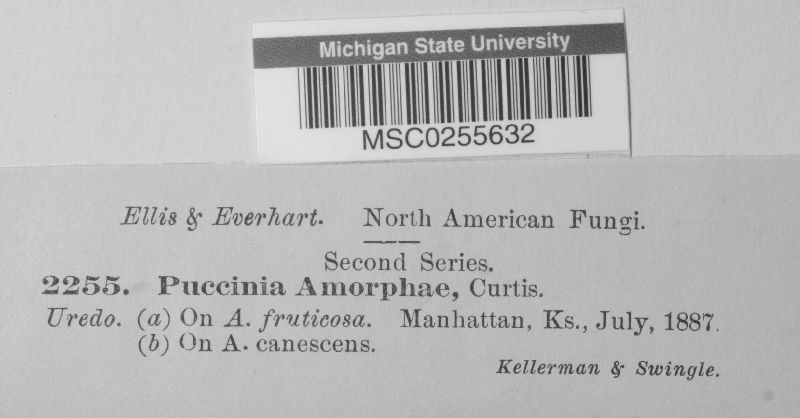 Michigan State University
MSC0255632
Ellis & Everhart. North American Fungi.
Second Series.
2255. Puccinia Amorphae, Curtis.
Uredo. (a) On A. fruticosa. Manhattan, Ks., July, 1887.
(b) On A. canescens.
Kellerman & Swingle.